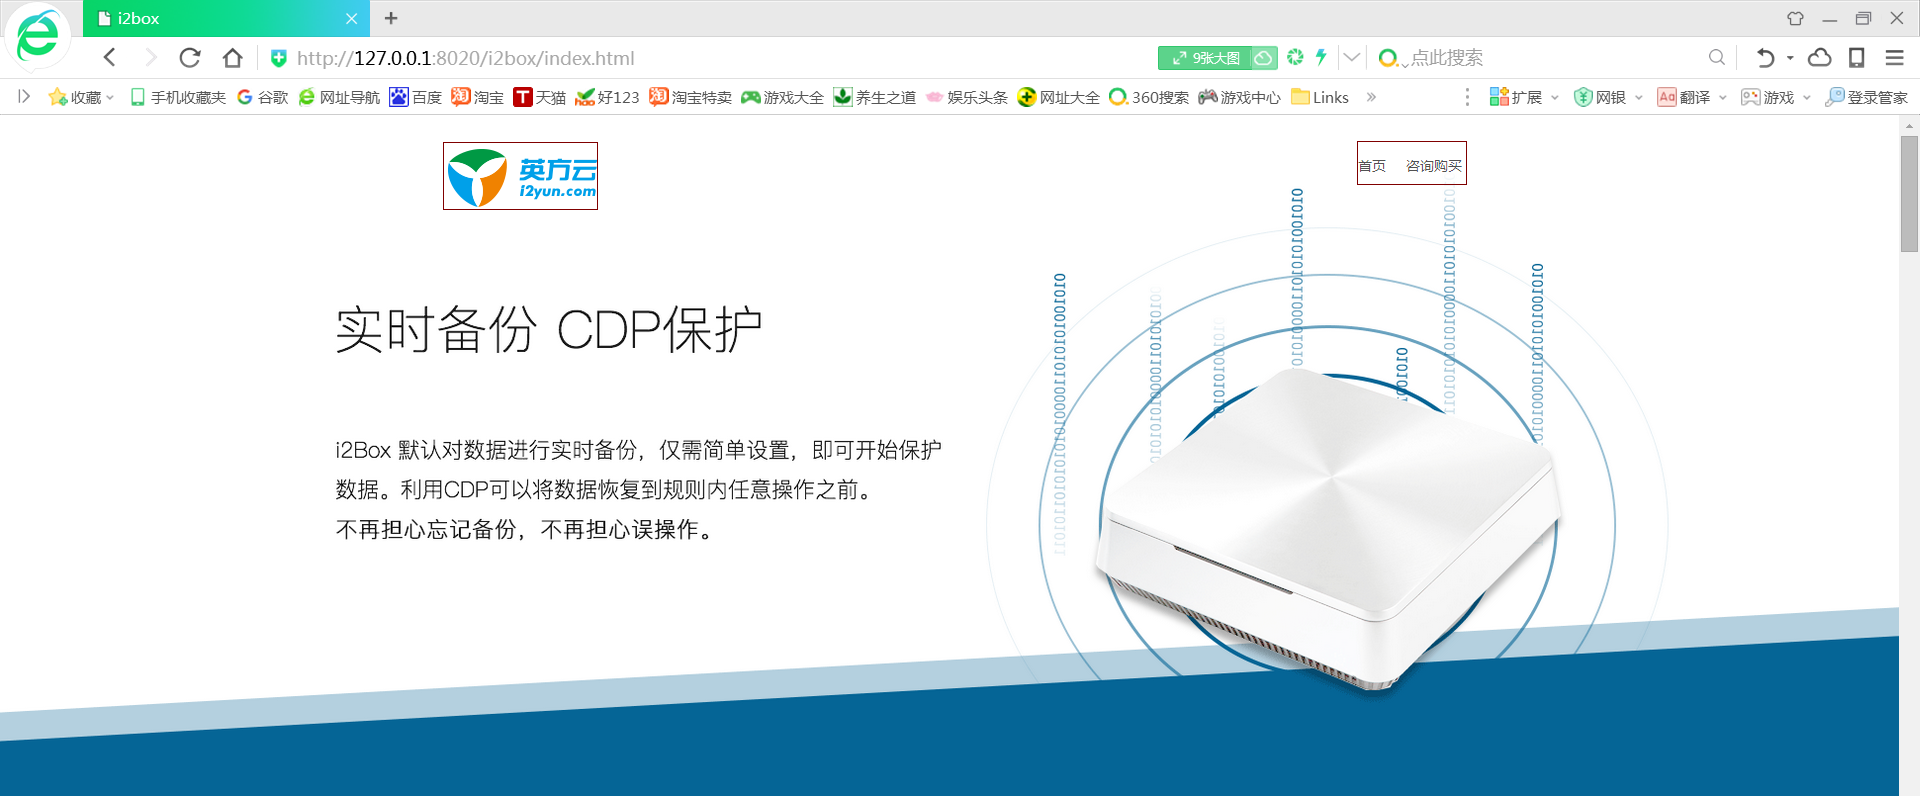 i2box
http://127.0.0.1:8020/i2box/index.html
9张大图
点此搜索
收藏 手机收藏夹 谷歌 网址导航 百度 淘宝 天猫 好123 淘宝特卖 游戏大全 养生之道 娱乐头条 网址大全 360搜索 游戏中心 Links » 扩展 网银 翻译 游戏 登录管家
英方云
i2yun.com
首页 咨询购买
实时备份 CDP保护
i2Box 默认对数据进行实时备份，仅需简单设置，即可开始保护
数据。利用CDP可以将数据恢复到规则内任意操作之前。
不再担心忘记备份，不再担心误操作。